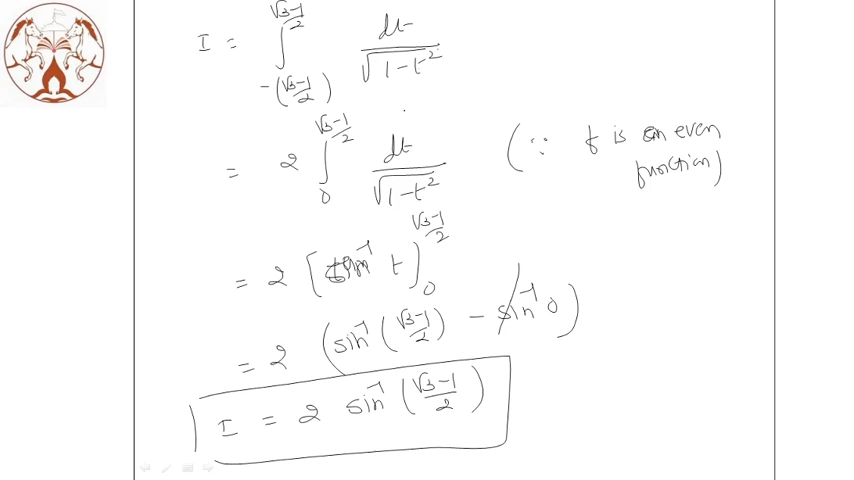 I = ∫_{-(√3-1/2)}^{√3-1/2} dt/√(1-t²)
= 2 ∫_0^{√3-1/2} dt/√(1-t²) (∵ f is an even function)
= 2 [sin⁻¹ t]_0^{√3-1/2}
= 2 (sin⁻¹(√3-1/2) - sin⁻¹ 0)
I = 2 sin⁻¹(√3-1/2)